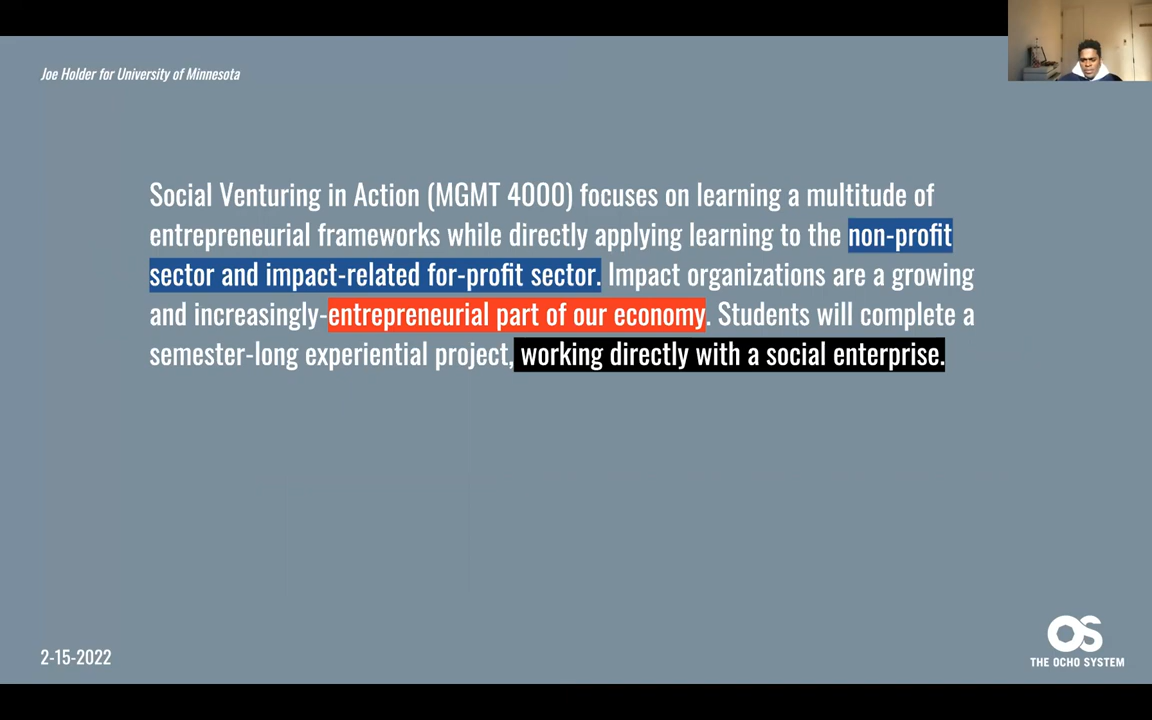 Joe Holder for University of Minnesota
Social Venturing in Action (MGMT 4000) focuses on learning a multitude of
entrepreneurial frameworks while directly applying learning to the non-profit
sector and impact-related for-profit sector. Impact organizations are a growing
and increasingly-entrepreneurial part of our economy. Students will complete a
semester-long experiential project, working directly with a social enterprise.
2-15-2022
OS
THE OCHO SYSTEM